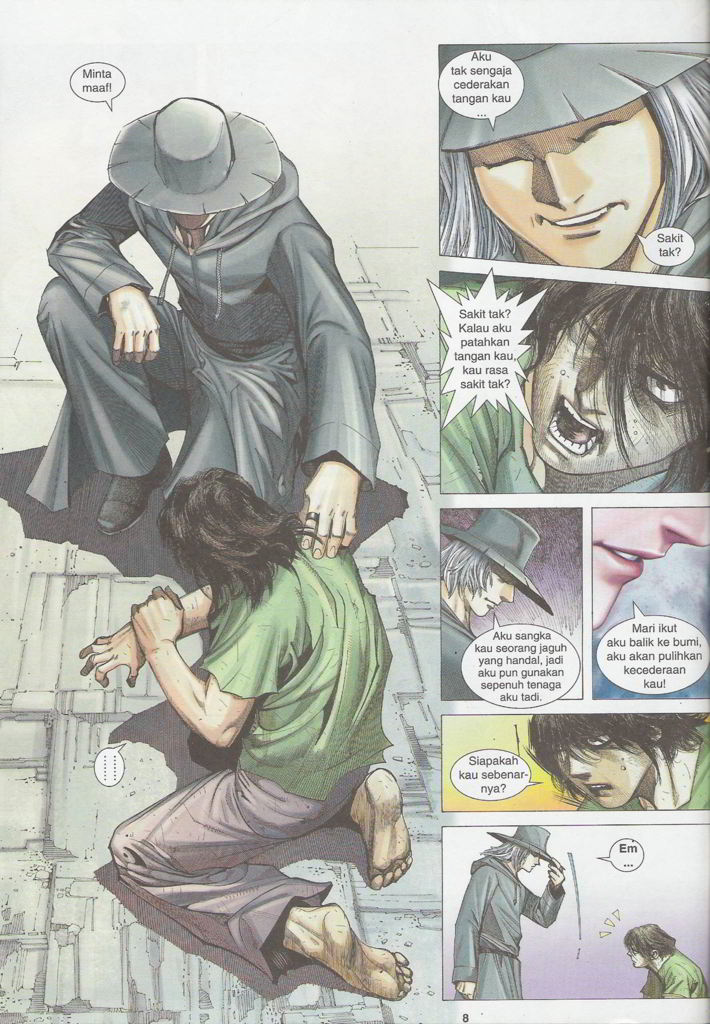 Minta
maaf!
......
Aku
tak sengaja
cederakan
tangan kau
...
Sakit
tak?
Sakit tak?
Kalau aku
patahkan
tangan kau,
kau rasa
sakit tak?
Aku sangka
kau seorang jaguh
yang handal, jadi
aku pun gunakan
sepenuh tenaga
aku tadi.
Mari ikut
aku balik ke bumi,
aku akan pulihkan
kecederaan
kau!
Siapakah
kau sebenar-
nya?
Em
...
8